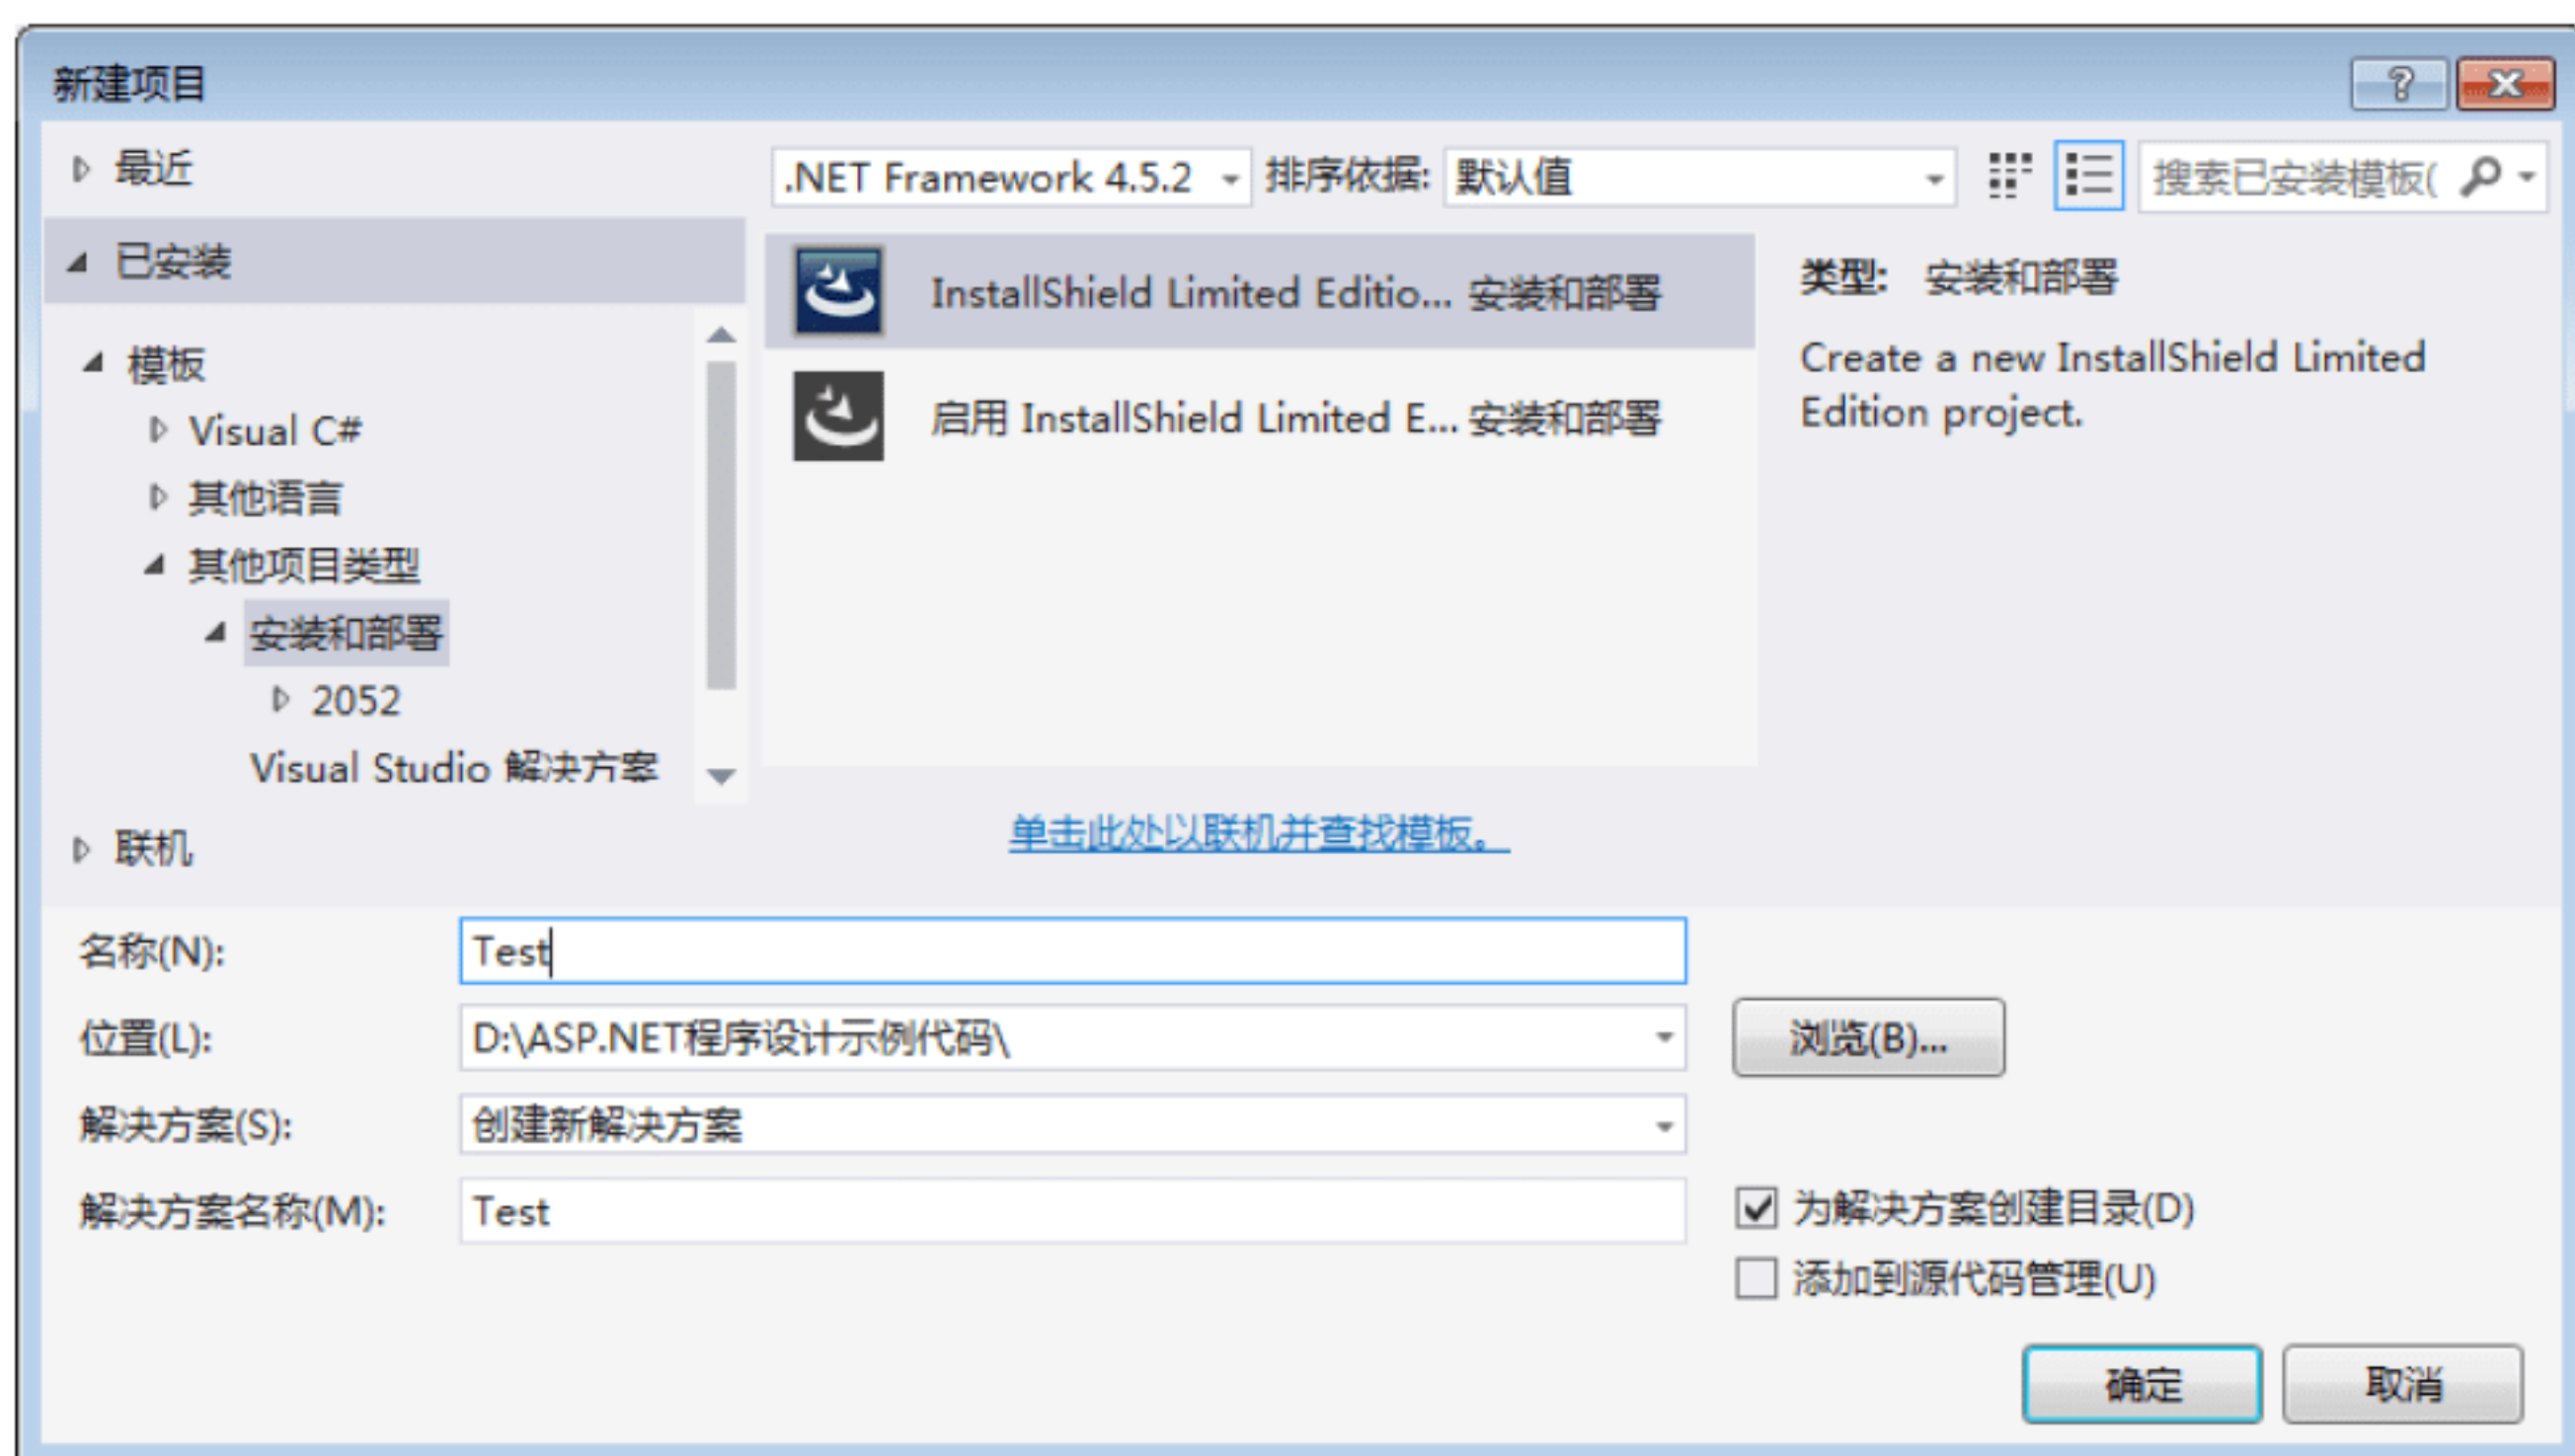 新建项目
最近
已安装
模板
Visual C#
其他语言
其他项目类型
安装和部署
2052
Visual Studio 解决方案
联机
.NET Framework 4.5.2 排序依据: 默认值 搜索已安装模板(
InstallShield Limited Editio... 安装和部署
启用 InstallShield Limited E... 安装和部署
单击此处以联机并查找模板。
类型: 安装和部署
Create a new InstallShield Limited
Edition project.
名称(N): Test
位置(L): D:\ASP.NET程序设计示例代码\ 浏览(B)...
解决方案(S): 创建新解决方案
解决方案名称(M): Test 为解决方案创建目录(D)
添加到源代码管理(U)
确定 取消